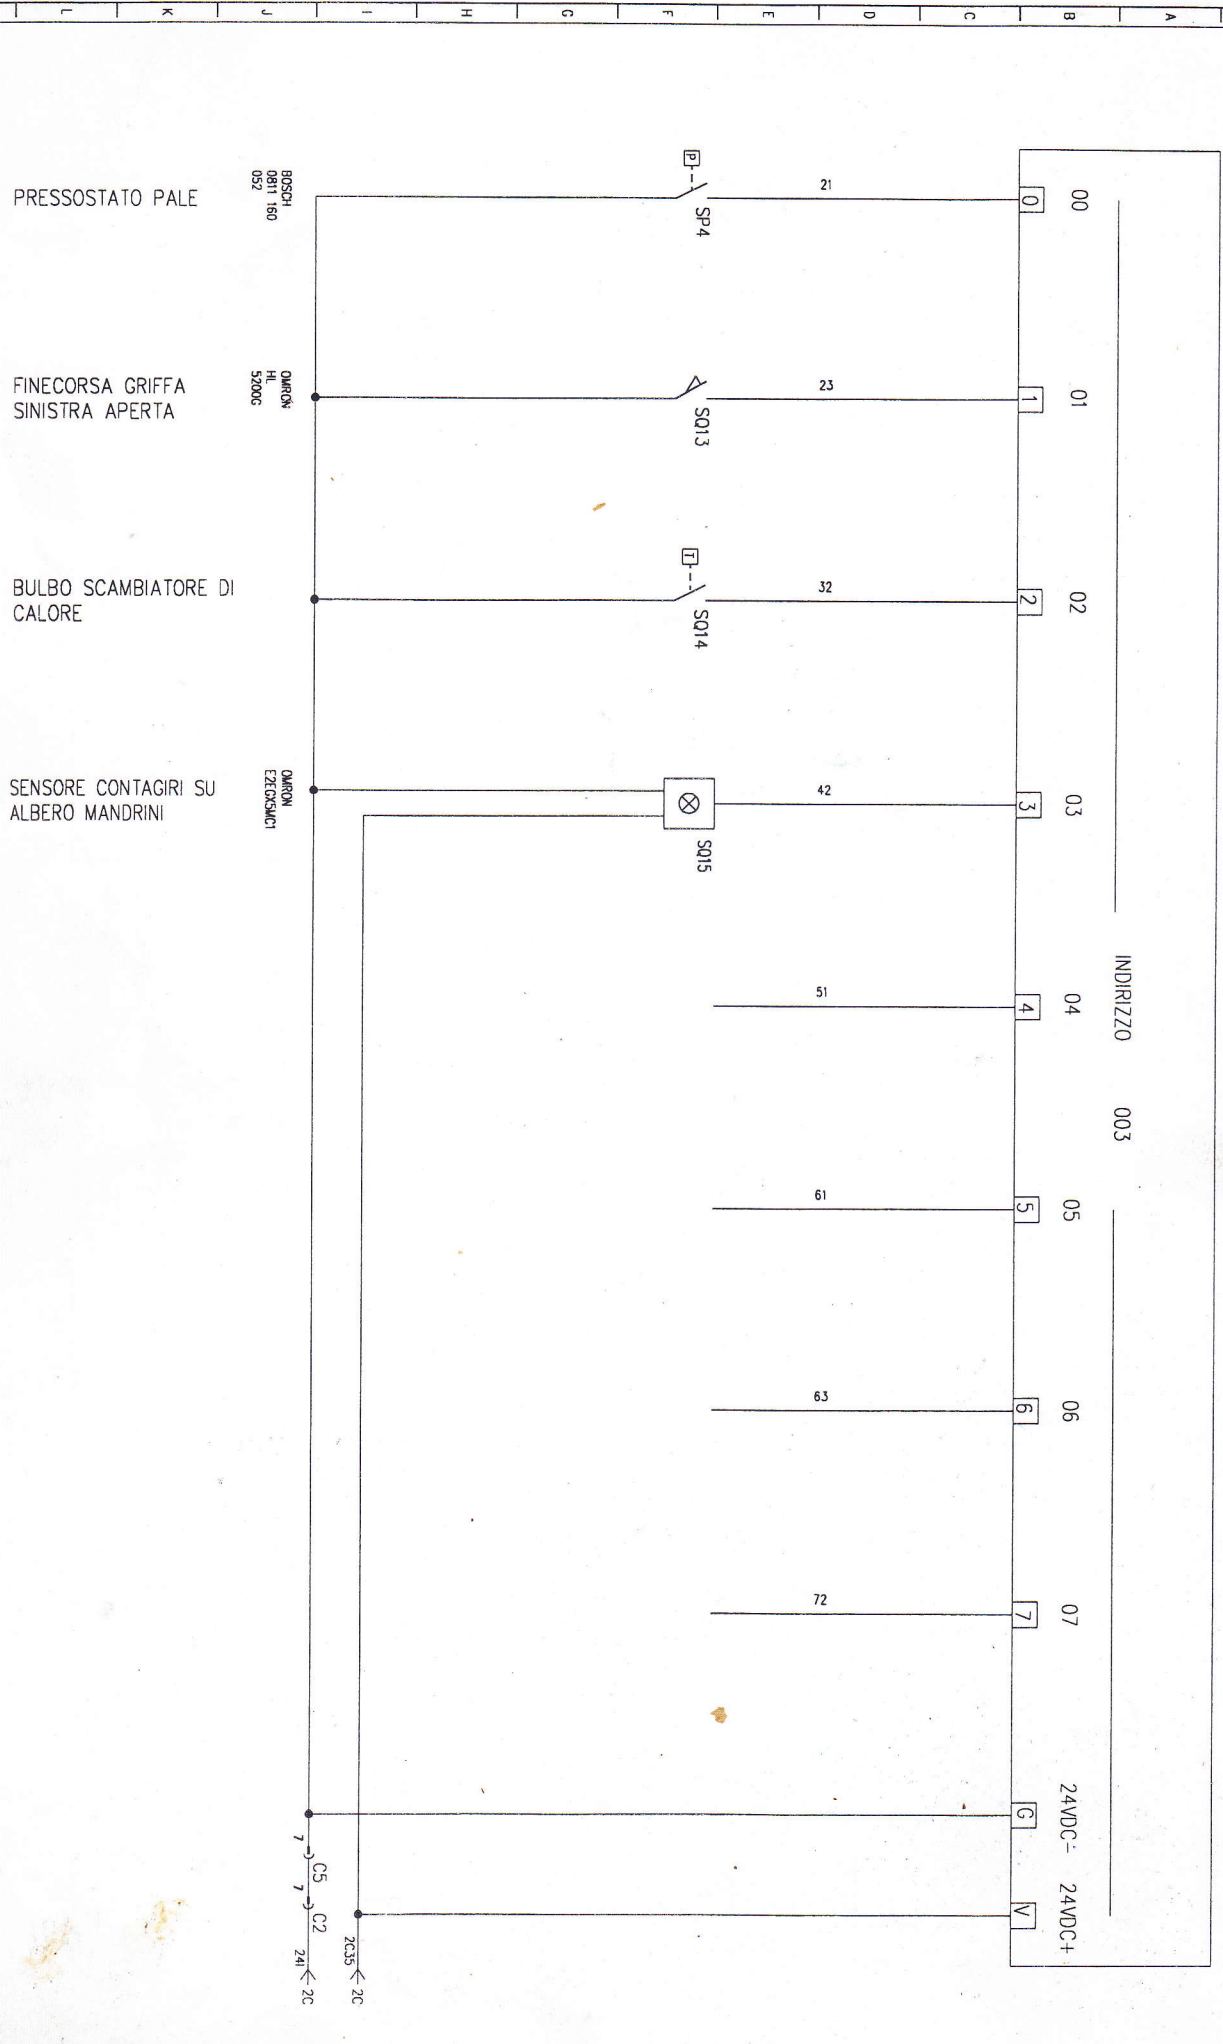 L K J I H G F E D C B A
PRESSOSTATO PALE
BOSCH
0811 160
052
P
SP4
21
0
00
FINECORSA GRIFFA
SINISTRA APERTA
OMRON
HL
5200G
SQ13
23
1
01
BULBO SCAMBIATORE DI
CALORE
T
SQ14
32
2
02
SENSORE CONTAGIRI SU
ALBERO MANDRINI
OMRON
E2EGX5MC1
SQ15
42
3
03
INDIRIZZO 003
51
4
04
61
5
05
63
6
06
72
7
07
G
24VDC-
V
24VDC+
7
C5
7
C2
241
2C
2C35
2C